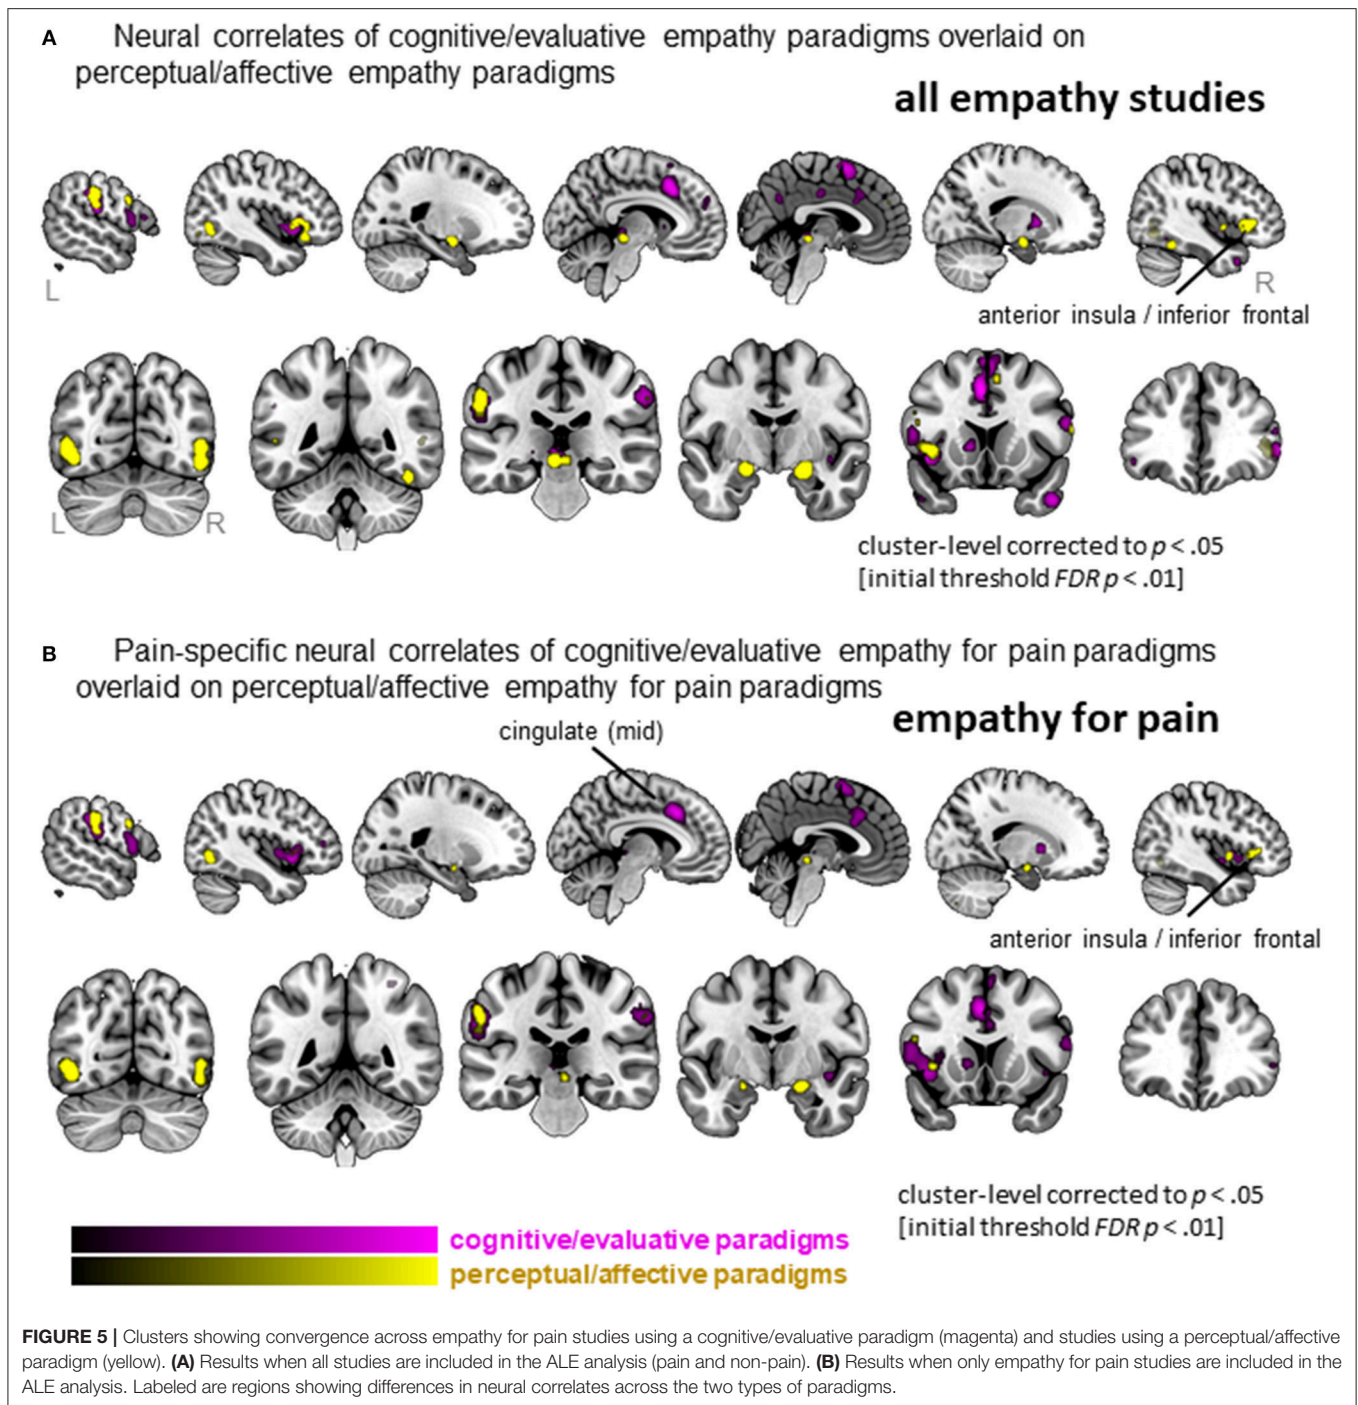 A Neural correlates of cognitive/evaluative empathy paradigms overlaid on
perceptual/affective empathy paradigms
all empathy studies
L
R
anterior insula / inferior frontal
L
R
cluster-level corrected to p < .05
[initial threshold FDR p < .01]
B Pain-specific neural correlates of cognitive/evaluative empathy for pain paradigms
overlaid on perceptual/affective empathy for pain paradigms
empathy for pain
cingulate (mid)
anterior insula / inferior frontal
cluster-level corrected to p < .05
[initial threshold FDR p < .01]
cognitive/evaluative paradigms
perceptual/affective paradigms
FIGURE 5 | Clusters showing convergence across empathy for pain studies using a cognitive/evaluative paradigm (magenta) and studies using a perceptual/affective
paradigm (yellow). (A) Results when all studies are included in the ALE analysis (pain and non-pain). (B) Results when only empathy for pain studies are included in the
ALE analysis. Labeled are regions showing differences in neural correlates across the two types of paradigms.